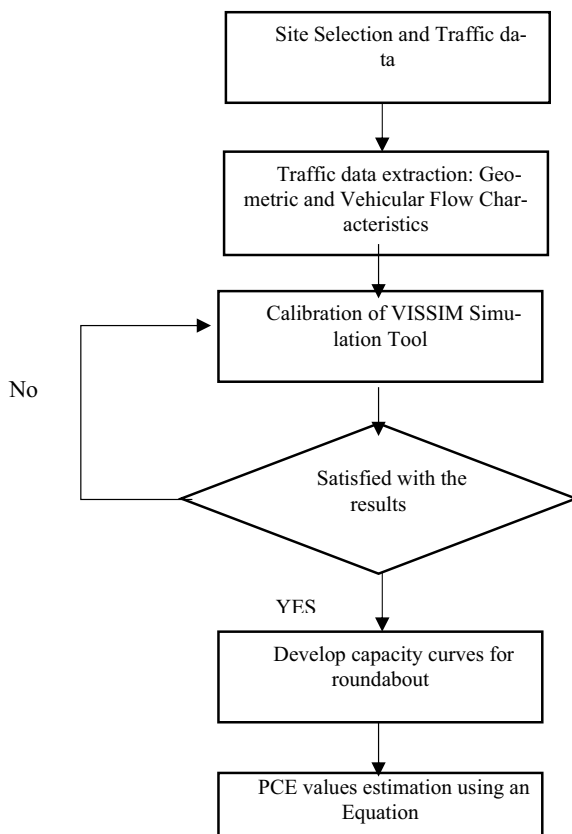 Site Selection and Traffic da-
ta
Traffic data extraction: Geo-
metric and Vehicular Flow Char-
acteristics
Calibration of VISSIM Simu-
lation Tool
No
Satisfied with the
results
YES
Develop capacity curves for
roundabout
PCE values estimation using an
Equation